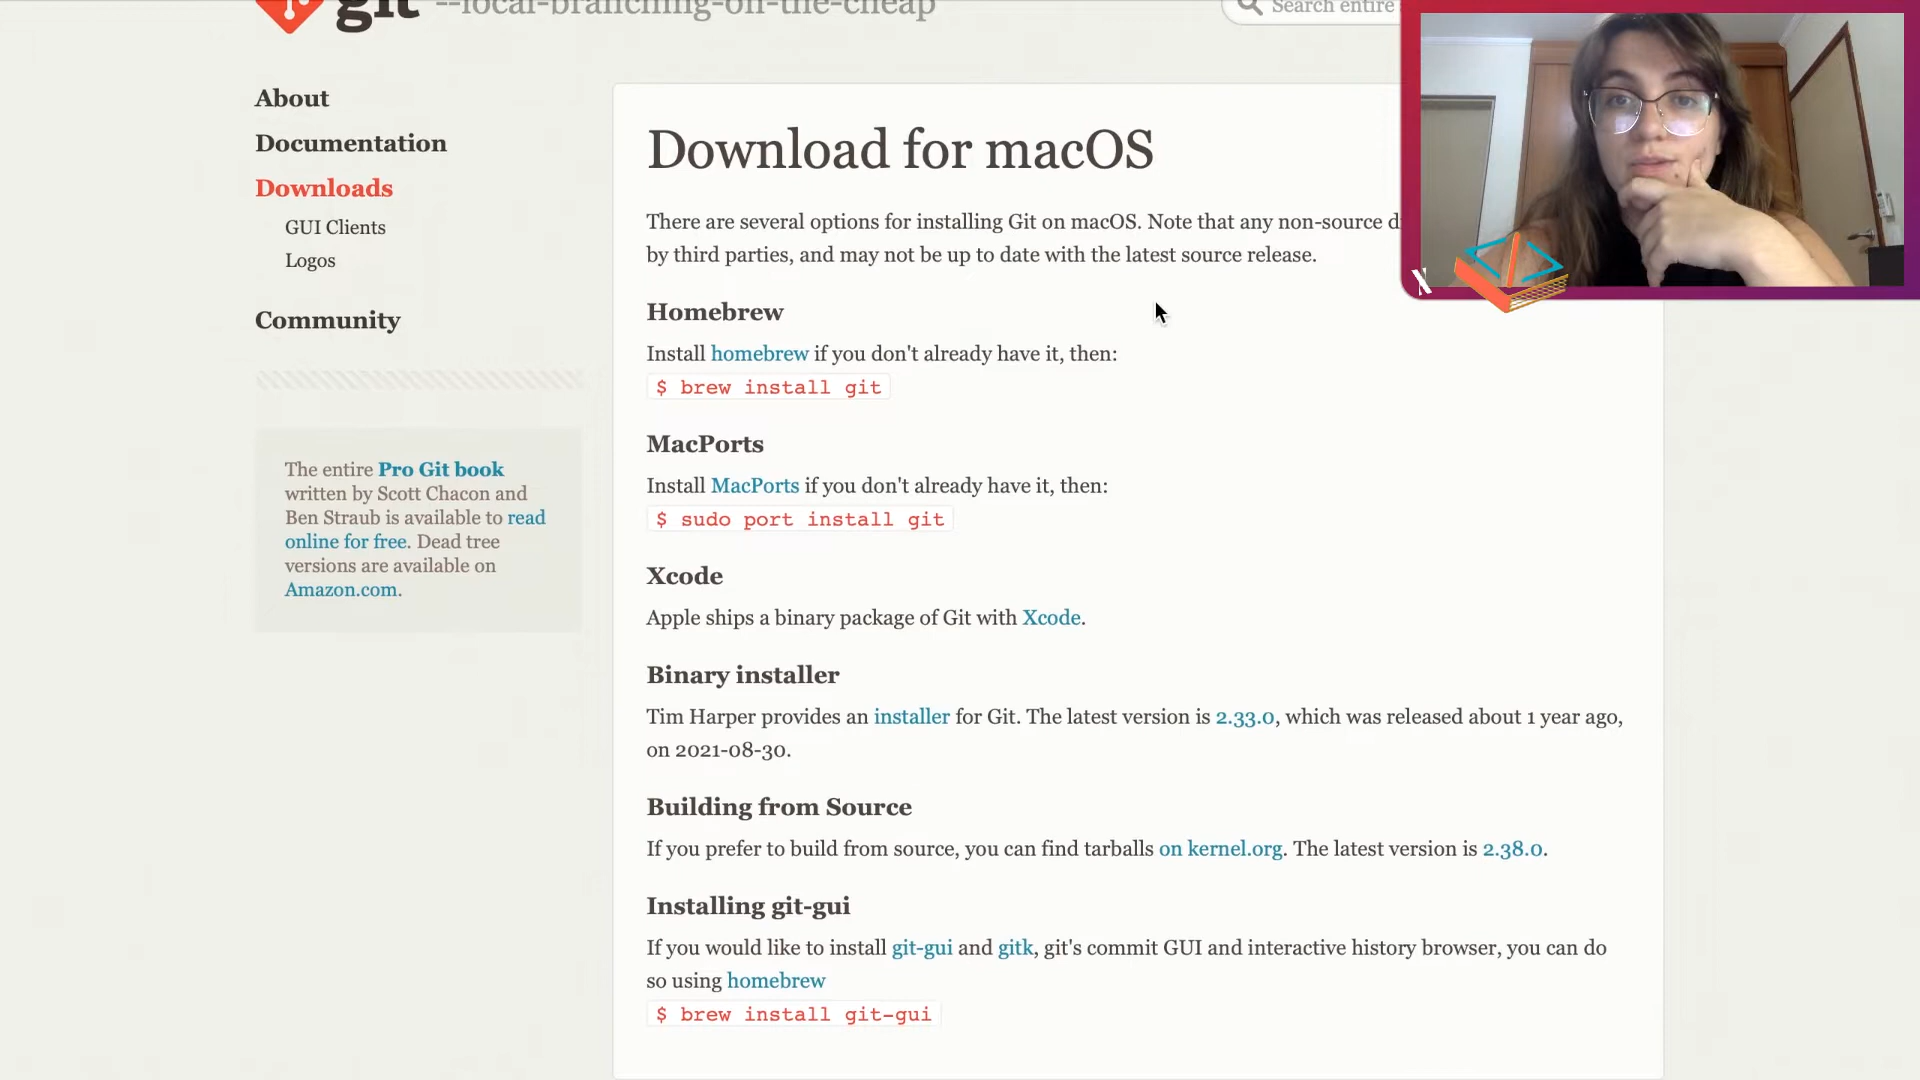 git --local-branching-on-the-cheap
Search entire
About
Documentation
Downloads
GUI Clients
Logos
Community
The entire Pro Git book
written by Scott Chacon and
Ben Straub is available to read
online for free. Dead tree
versions are available on
Amazon.com.
Download for macOS
There are several options for installing Git on macOS. Note that any non-source
by third parties, and may not be up to date with the latest source release.
Homebrew
Install homebrew if you don't already have it, then:
$ brew install git
MacPorts
Install MacPorts if you don't already have it, then:
$ sudo port install git
Xcode
Apple ships a binary package of Git with Xcode.
Binary installer
Tim Harper provides an installer for Git. The latest version is 2.33.0, which was released about 1 year ago,
on 2021-08-30.
Building from Source
If you prefer to build from source, you can find tarballs on kernel.org. The latest version is 2.38.0.
Installing git-gui
If you would like to install git-gui and gitk, git's commit GUI and interactive history browser, you can do
so using homebrew
$ brew install git-gui